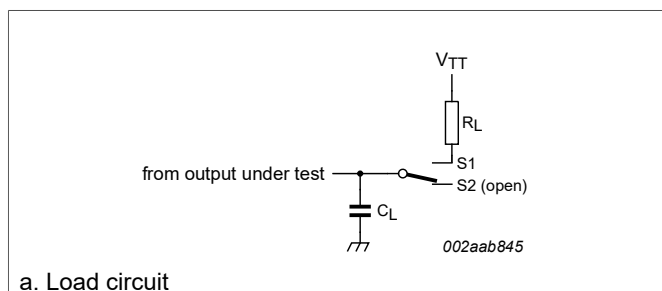 VTT
RL
S1
from output under test
S2 (open)
CL
002aab845
a. Load circuit